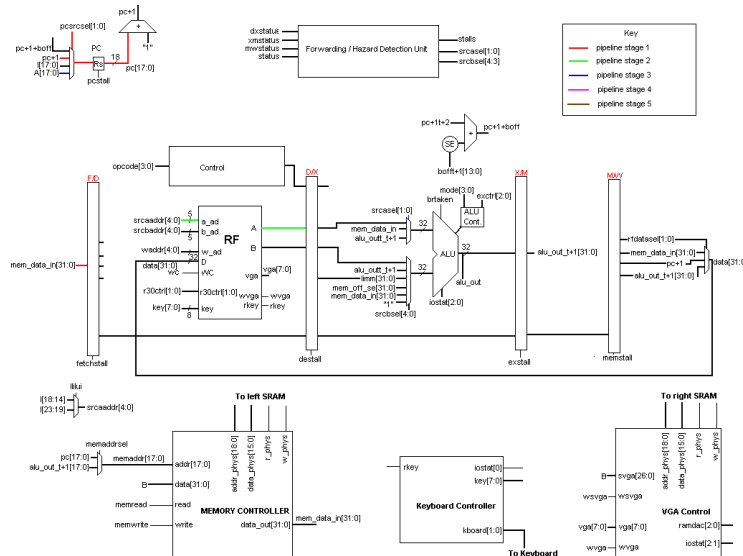 pc+1
pcsrcsel[1:0]
pc+1+boff
pc+1
I[17:0]
A[17:0]
PC
Rs
18
"1"
pc[17:0]
pcstall
dxstatus
xmstatus
mwstatus
status
Forwarding / Hazard Detection Unit
stalls
srcasel[1:0]
srcbsel[4:3]
Key
pipeline stage 1
pipeline stage 2
pipeline stage 3
pipeline stage 4
pipeline stage 5
pc+1t+2
+
pc+1+boff
SE
bofft+1[13:0]
opcode[3:0]
Control
F/D
D/X
X/M
M/W
mode[3:0]
exctrl[2:0]
brtaken
ALU
Cont.
srcasel[1:0]
mem_data_in
alu_outt_t+1
32
5
srcaaddr[4:0]
a_ad
A
srcbaddr[4:0]
b_ad
5
RF
B
waddr[4:0]
w_ad
32
data[31:0]
D
wc
WC
vga
vga[7:0]
r30ctrl[1:0]
r30ctrl[1:0]
wvga
wvga
key[7:0]
key
rkey
rkey
8
mem_data_in[31:0]
alu_outt_t+1
limm[31:0]
mem_off_se[31:0]
mem_data_in[31:0]
"1"
srcbsel[4:0]
32
ALU
32
alu_out
iostat[2:0]
alu_out_t+1[31:0]
rfdatasel[1:0]
mem_data_in[31:0]
pc+1
alu_out_t+1[31:0]
data[31:0
fetchstall
destall
exstall
memstall
llilui
I[18:14]
I[23:19]
srcaaddr[4:0]
memaddrsel
pc[17:0]
alu_out_t+1[17:0]
memaddr[17:0]
To left SRAM
addr_phys[18:0]
data_phys[15:0]
r_phys
w_phys
addr[17:0]
B
data[31:0]
memread
read
MEMORY CONTROLLER
memwrite
write
data_out[31:0]
mem_data_in[31:0]
rkey
iostat[0]
key[7:0]
Keyboard Controller
kboard[1:0]
To Keyboard
To right SRAM
addr_phys[18:0]
data_phys[15:0]
r_phys
w_phys
B
svga[26:0]
wsvga
wsvga
VGA Control
vga[7:0]
vga[7:0]
ramdac[2:0]
iostat[2:1]
wvga
wvga